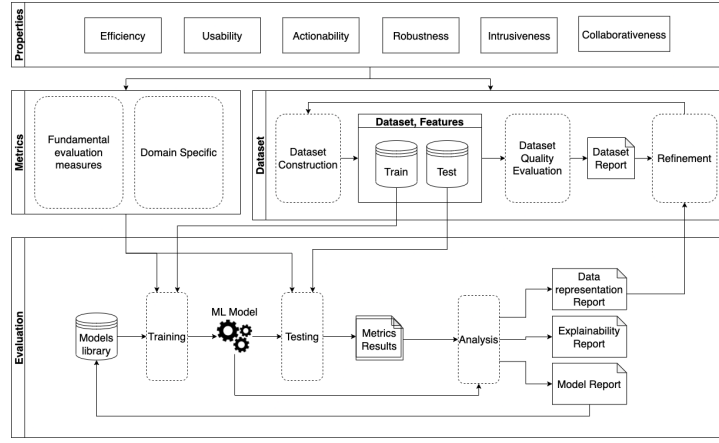 Properties
Efficiency
Usability
Actionability
Robustness
Intrusiveness
Collaborativeness
Metrics
Fundamental
evaluation
measures
Domain Specific
Dataset
Dataset
Construction
Dataset, Features
Train
Test
Dataset
Quality
Evaluation
Dataset
Report
Refinement
Evaluation
Models
library
Training
ML Model
Testing
Metrics
Results
Analysis
Data
representation
Report
Explainability
Report
Model Report